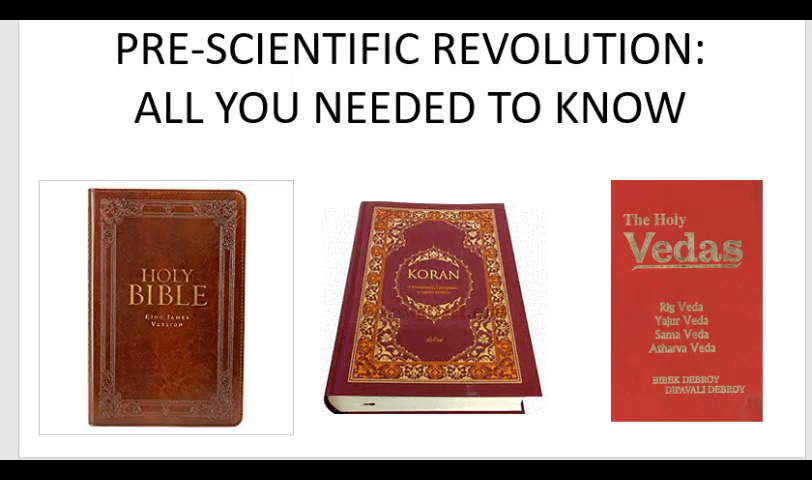 PRE-SCIENTIFIC REVOLUTION:
ALL YOU NEEDED TO KNOW
HOLY
BIBLE
KING JAMES
VERSION
KORAN
The Holy
Vedas
Rig Veda
Yajur Veda
Sama Veda
Atharva Veda
BIBEK DEBROY
DIPAVALI DEBROY